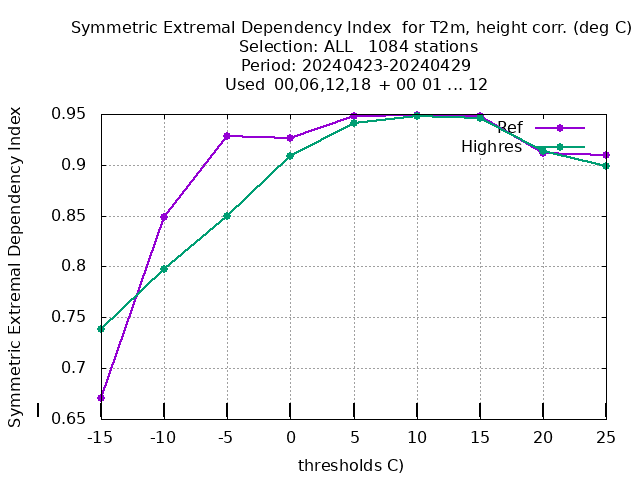 Symmetric Extremal Dependency Index  for T2m, height corr. (deg C)
Selection: ALL   1084 stations
Period: 20240423-20240429
Used  00,06,12,18 + 00 01 ... 12
Symmetric Extremal Dependency Index
0.95
0.9
0.85
0.8
0.75
0.7
0.65
Ref
Highres
-15 -10 -5 0 5 10 15 20 25
thresholds C)